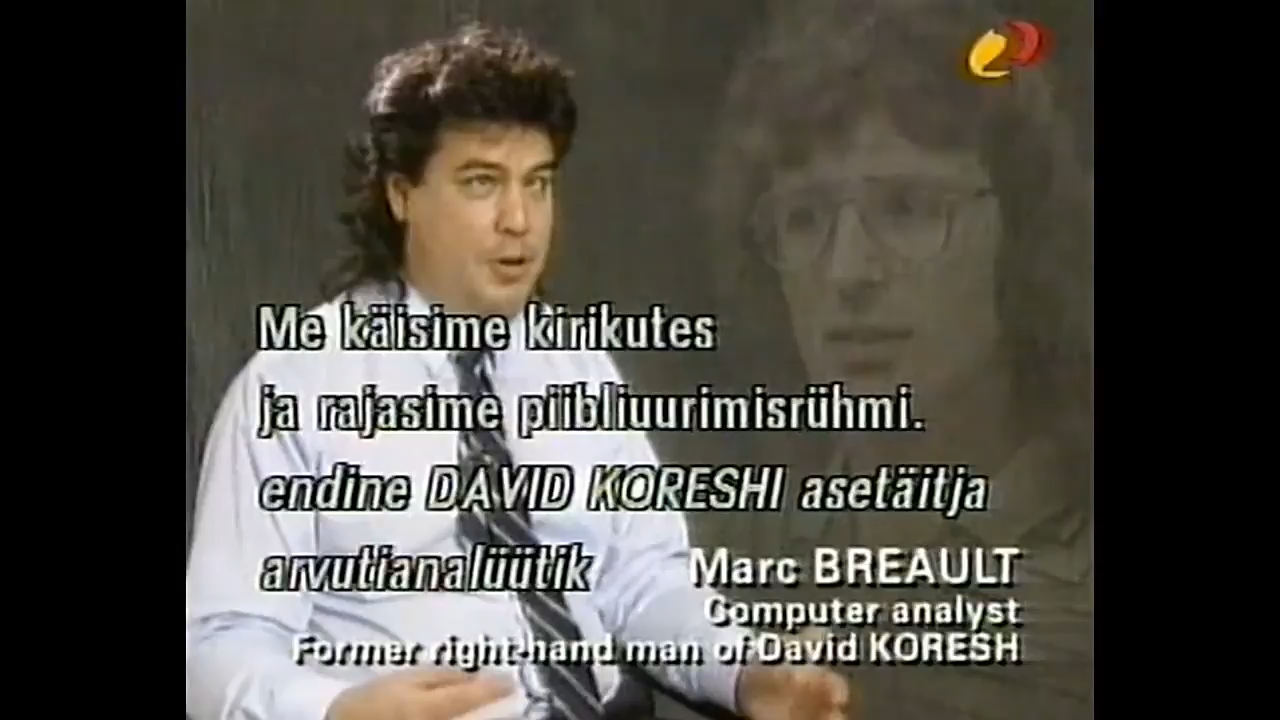 Me käisime kirikutes
ja rajasime piibliuurimisrühmi.
endine DAVID KORESHI asetäitja
arvutianalüütik
Marc BREAULT
Computer analyst
Former right-hand man of David KORESH